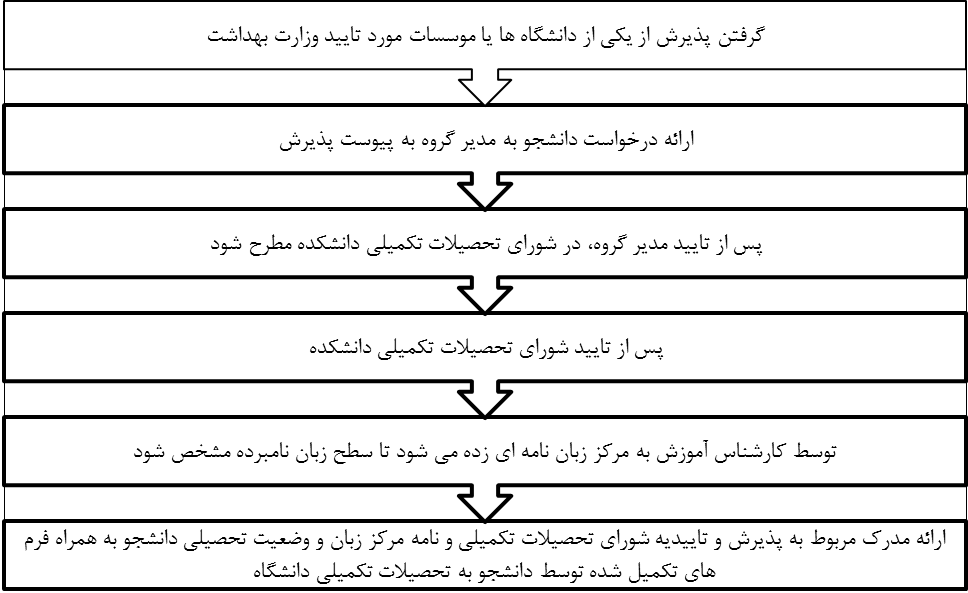 گرفتن پذیرش از یکی از دانشگاه ها یا موسسات مورد تایید وزارت بهداشت
ارائه درخواست دانشجو به مدیر گروه به پیوست پذیرش
پس از تایید مدیر گروه، در شورای تحصیلات تکمیلی دانشکده مطرح شود
پس از تایید شورای تحصیلات تکمیلی دانشکده
توسط کارشناس آموزش به مرکز زبان نامه ای زده می شود تا سطح زبان نامبرده مشخص شود
ارائه مدرک مربوط به پذیرش و تاییدیه شورای تحصیلات تکمیلی و نامه مرکز زبان و وضعیت تحصیلی دانشجو به همراه فرم
های تکمیل شده توسط دانشجو به تحصیلات تکمیلی دانشگاه